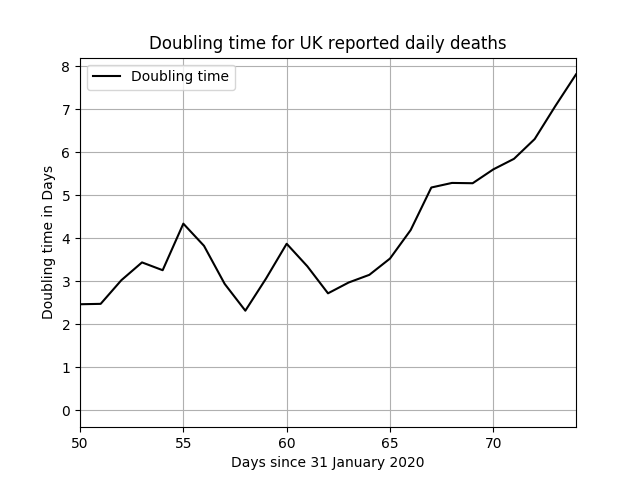 Doubling time for UK reported daily deaths
Doubling time
Doubling time in Days
8
7
6
5
4
3
2
1
0
50 55 60 65 70
Days since 31 January 2020